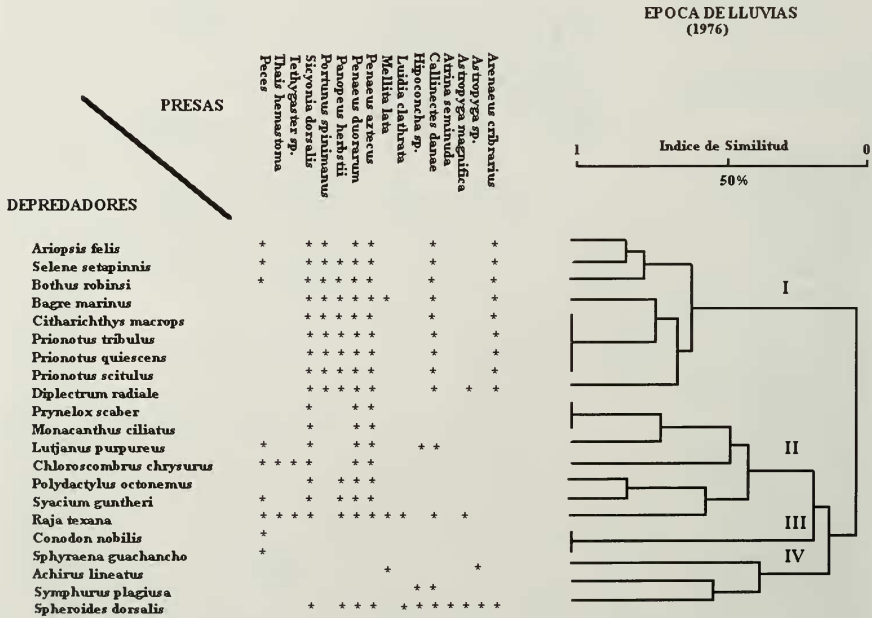 EPOCA DE LLUVIAS
(1976)
PRESAS
Peces
Thais hemastoma
Tethygaster sp.
Sicyonia dorsalis
Portunus spinimanus
Panopeus herbstii
Penaeus duorarum
Penaeus aztecus
Mellita lata
Luidia clathrata
Hipoconcha sp.
Callinectes danae
Atrina seminuda
Astropyga magnifica
Astropyga sp.
Arenaeus cribrarius
1 Indice de Similitud 0
50%
DEPREDADORES
Ariopsis felis * * * * * * *
Selene setapinnis * * * * * * * *
Bothus robinsi * * * * * * * *
Bagre marinus * * * * * * * *
Citharichthys macrops * * * * * * *
Prionotus tribulus * * * * * * *
Prionotus quiescens * * * * * * *
Prionotus scitulus * * * * * * *
Diplectrum radiale * * * * * * * *
Prynelox scaber * * *
Monacanthus ciliatus * * *
Lutjanus purpureus * * * * * *
Chloroscombrus chrysurus * * * * * *
Polydactylus octonemus * * * *
Syacium guntheri * * * * *
Raja texana * * * * * * * * * * *
Conodon nobilis *
Sphyraena guachancho *
Achirus lineatus * *
Symphurus plagiusa * *
Spheroides dorsalis * * * * * * * * * * *
I
II
III
IV